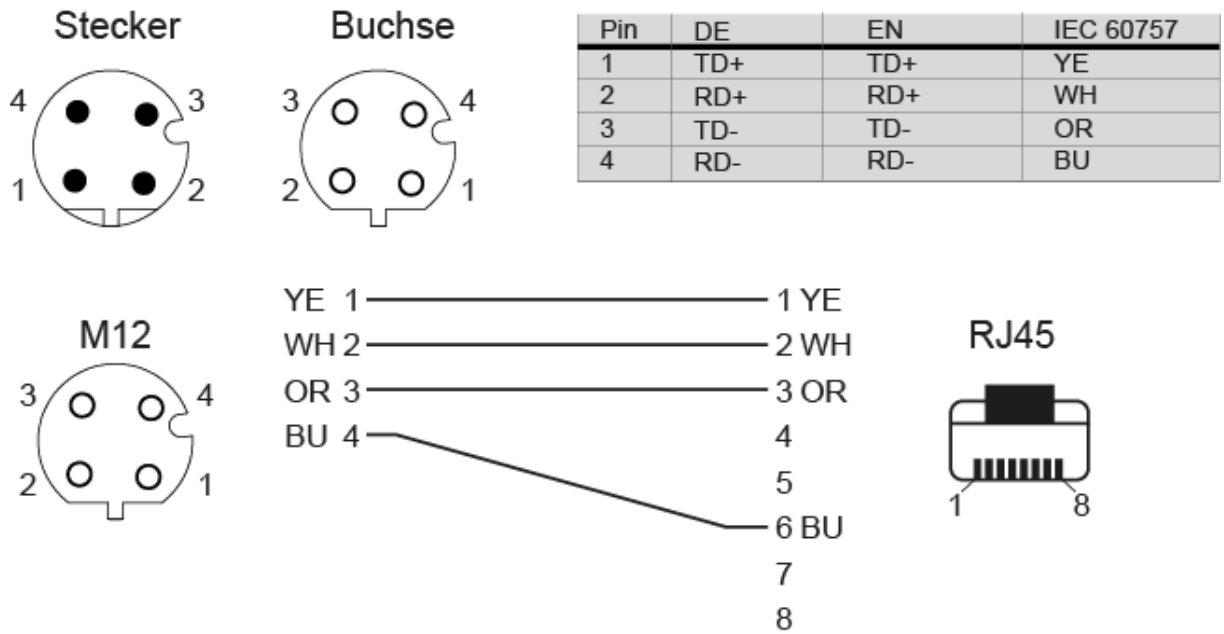 Stecker
Buchse
4 3
1 2
3 4
2 1
Pin DE EN IEC 60757
1 TD+ TD+ YE
2 RD+ RD+ WH
3 TD- TD- OR
4 RD- RD- BU
M12
3 4
2 1
YE 1 1 YE
WH 2 2 WH
OR 3 3 OR
BU 4 4
5
6 BU
7
8
RJ45
1 8